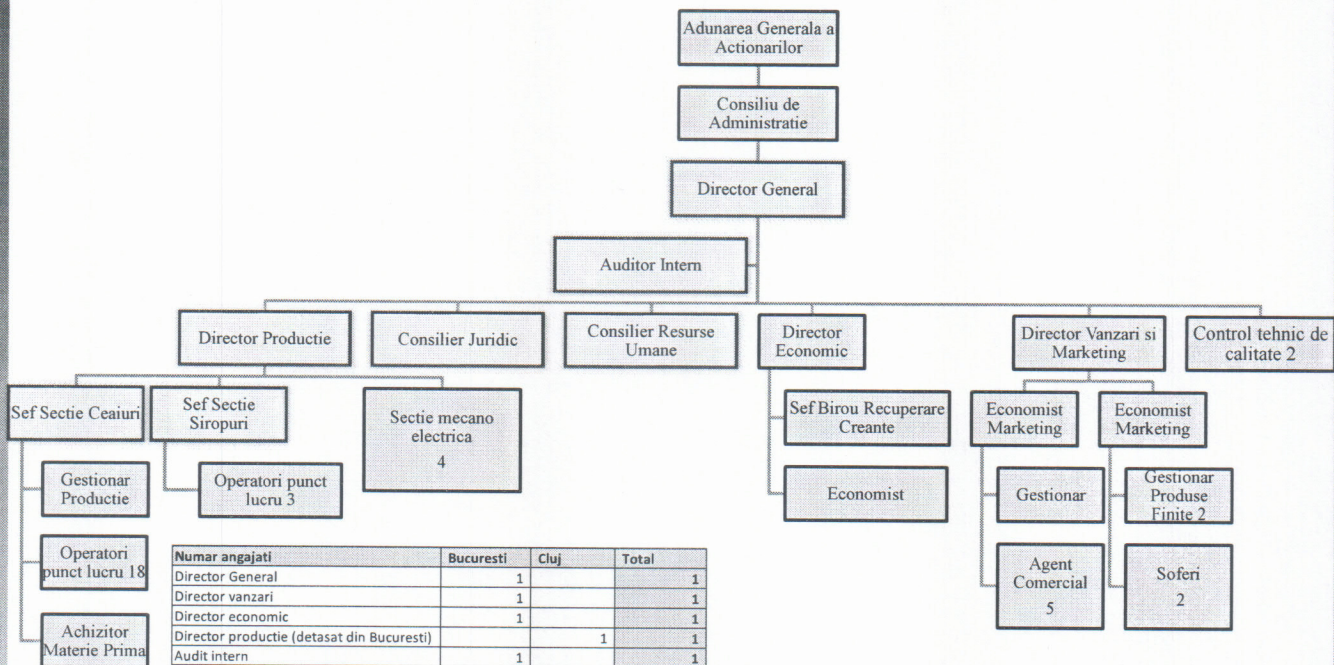 Adunarea Generala a
Actionarilor
Consiliu de
Administratie
Director General
Auditor Intern
Director Productie
Consilier Juridic
Consilier Resurse
Umane
Director
Economic
Director Vanzari si
Marketing
Control tehnic de
calitate 2
Sef Sectie Ceaiuri
Sef Sectie
Siropuri
Sectie mecano
electrica
4
Sef Birou Recuperare
Creante
Economist
Marketing
Economist
Marketing
Gestionar
Productie
Operatori punct
lucru 3
Economist
Gestionar
Gestionar
Produse
Finite 2
Operatori
punct lucru 18
Agent
Comercial
5
Soferi
2
Achizitor
Materie Prima
Numar angajati Bucuresti Cluj Total
Director General 1 1
Director vanzari 1 1
Director economic 1 1
Director productie (detasat din Bucuresti) 1 1
Audit intern 1 1